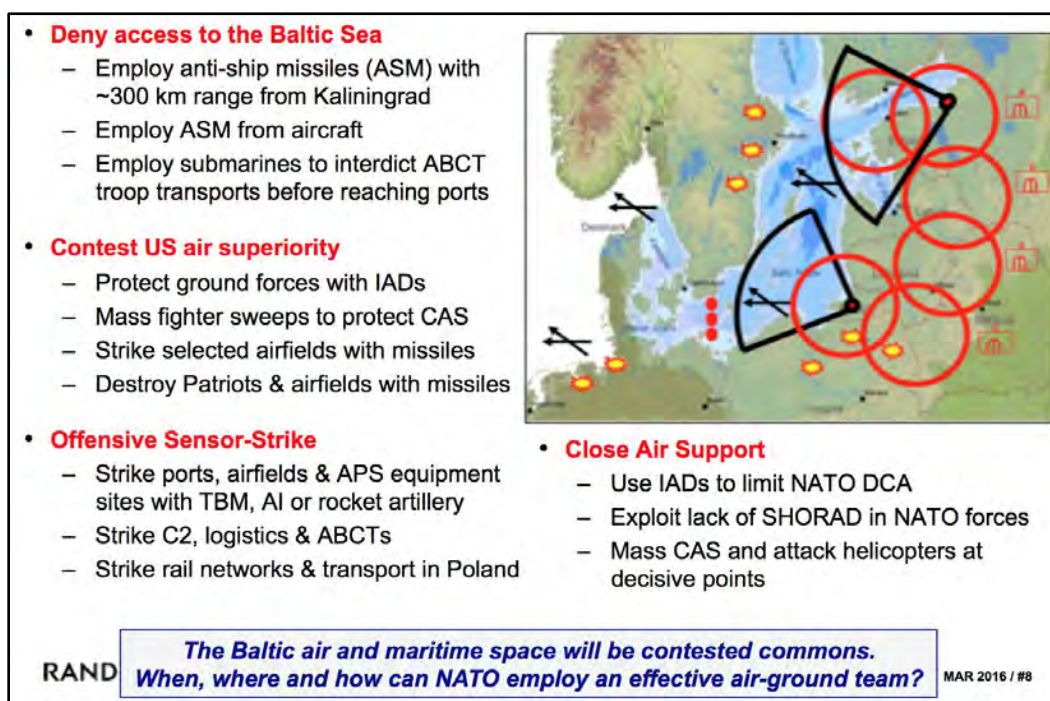 • Deny access to the Baltic Sea
– Employ anti-ship missiles (ASM) with
~300 km range from Kaliningrad
– Employ ASM from aircraft
– Employ submarines to interdict ABCT
troop transports before reaching ports
• Contest US air superiority
– Protect ground forces with IADs
– Mass fighter sweeps to protect CAS
– Strike selected airfields with missiles
– Destroy Patriots & airfields with missiles
• Offensive Sensor-Strike
– Strike ports, airfields & APS equipment
sites with TBM, AI or rocket artillery
– Strike C2, logistics & ABCTs
– Strike rail networks & transport in Poland
Denmark
• Close Air Support
– Use IADs to limit NATO DCA
– Exploit lack of SHORAD in NATO forces
– Mass CAS and attack helicopters at
decisive points
The Baltic air and maritime space will be contested commons.
When, where and how can NATO employ an effective air-ground team?
RAND
MAR 2016 / #8